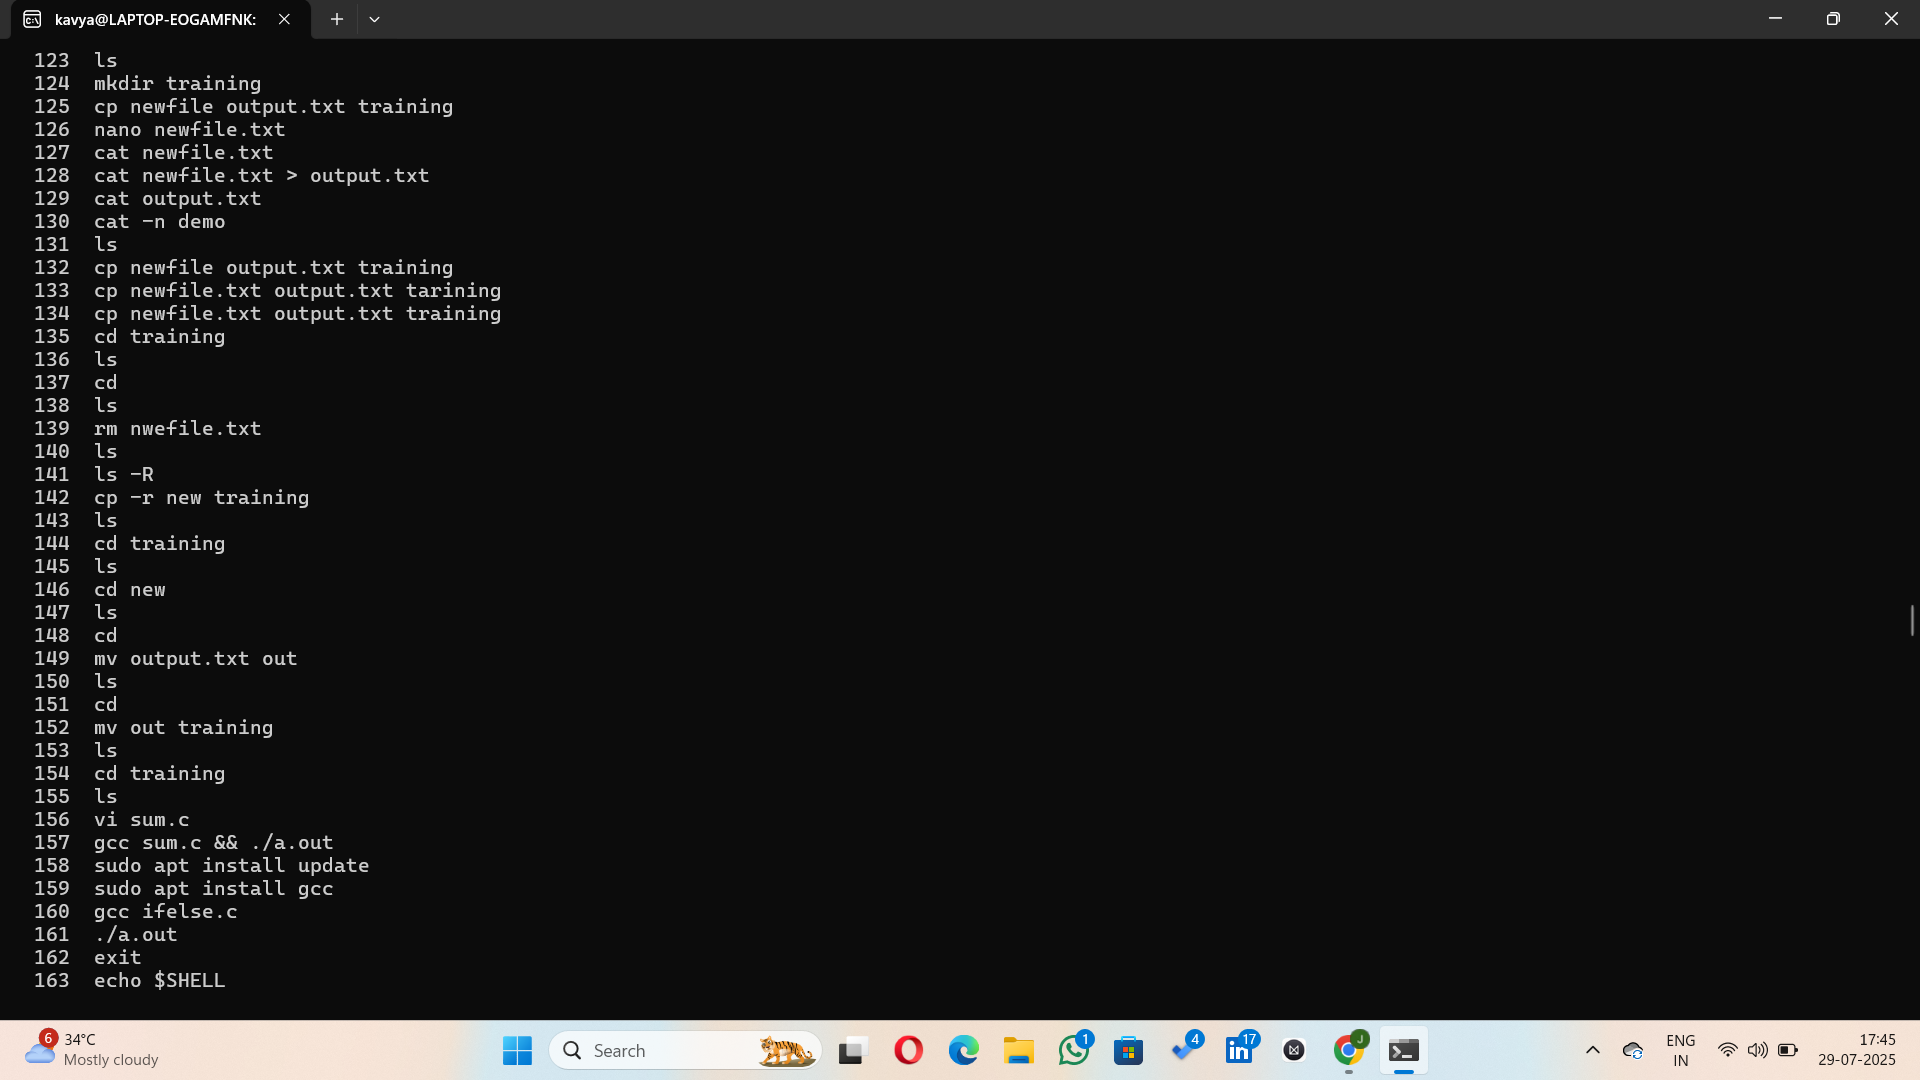 kavya@LAPTOP-EOGAMFNK:
123 ls
124 mkdir training
125 cp newfile output.txt training
126 nano newfile.txt
127 cat newfile.txt
128 cat newfile.txt > output.txt
129 cat output.txt
130 cat -n demo
131 ls
132 cp newfile output.txt training
133 cp newfile.txt output.txt tarining
134 cp newfile.txt output.txt training
135 cd training
136 ls
137 cd
138 ls
139 rm nwefile.txt
140 ls
141 ls -R
142 cp -r new training
143 ls
144 cd training
145 ls
146 cd new
147 ls
148 cd
149 mv output.txt out
150 ls
151 cd
152 mv out training
153 ls
154 cd training
155 ls
156 vi sum.c
157 gcc sum.c && ./a.out
158 sudo apt install update
159 sudo apt install gcc
160 gcc ifelse.c
161 ./a.out
162 exit
163 echo $SHELL
6 34°C
Mostly cloudy
Search
1
4
17
J
ENG
IN
17:45
29-07-2025